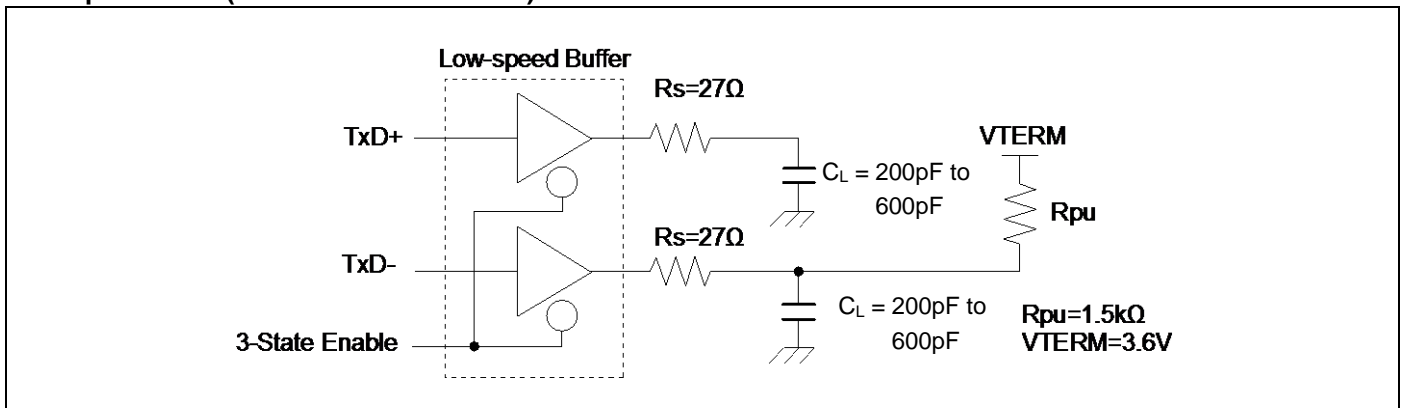 Low-speed Buffer
Rs=27Ω
TxD+
VTERM
CL = 200pF to
600pF
Rpu
Rs=27Ω
TxD-
CL = 200pF to
600pF
Rpu=1.5kΩ
VTERM=3.6V
3-State Enable